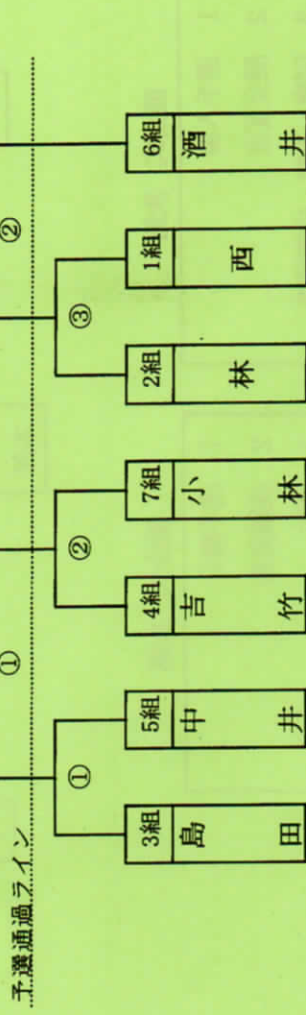 予選通過ライン
①
②
①
②
③
3組
島田
5組
中井
4組
吉竹
7組
小林
2組
林
1組
西
6組
酒井